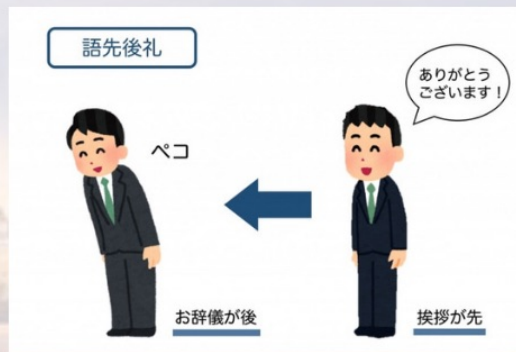 語先後礼
ありがとう
ございます！
ペコ
お辞儀が後
挨拶が先